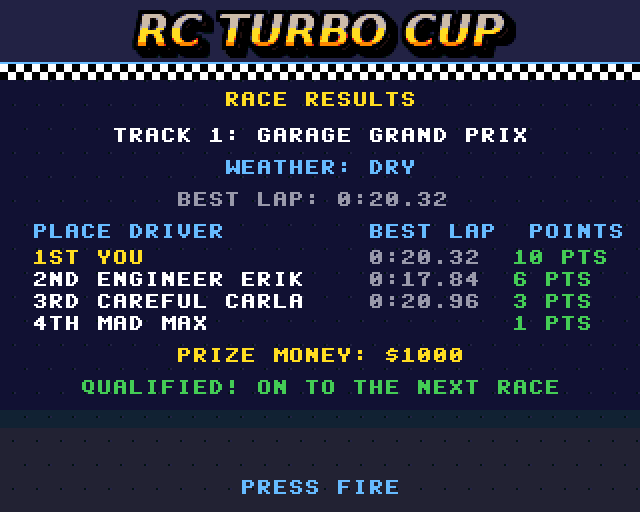 RC TURBO CUP
RACE RESULTS
TRACK 1: GARAGE GRAND PRIX
WEATHER: DRY
BEST LAP: 0:20.32
PLACE DRIVER BEST LAP POINTS
1ST YOU 0:20.32 10 PTS
2ND ENGINEER ERIK 0:17.84 6 PTS
3RD CAREFUL CARLA 0:20.96 3 PTS
4TH MAD MAX 1 PTS
PRIZE MONEY: $1000
QUALIFIED! ON TO THE NEXT RACE
PRESS FIRE